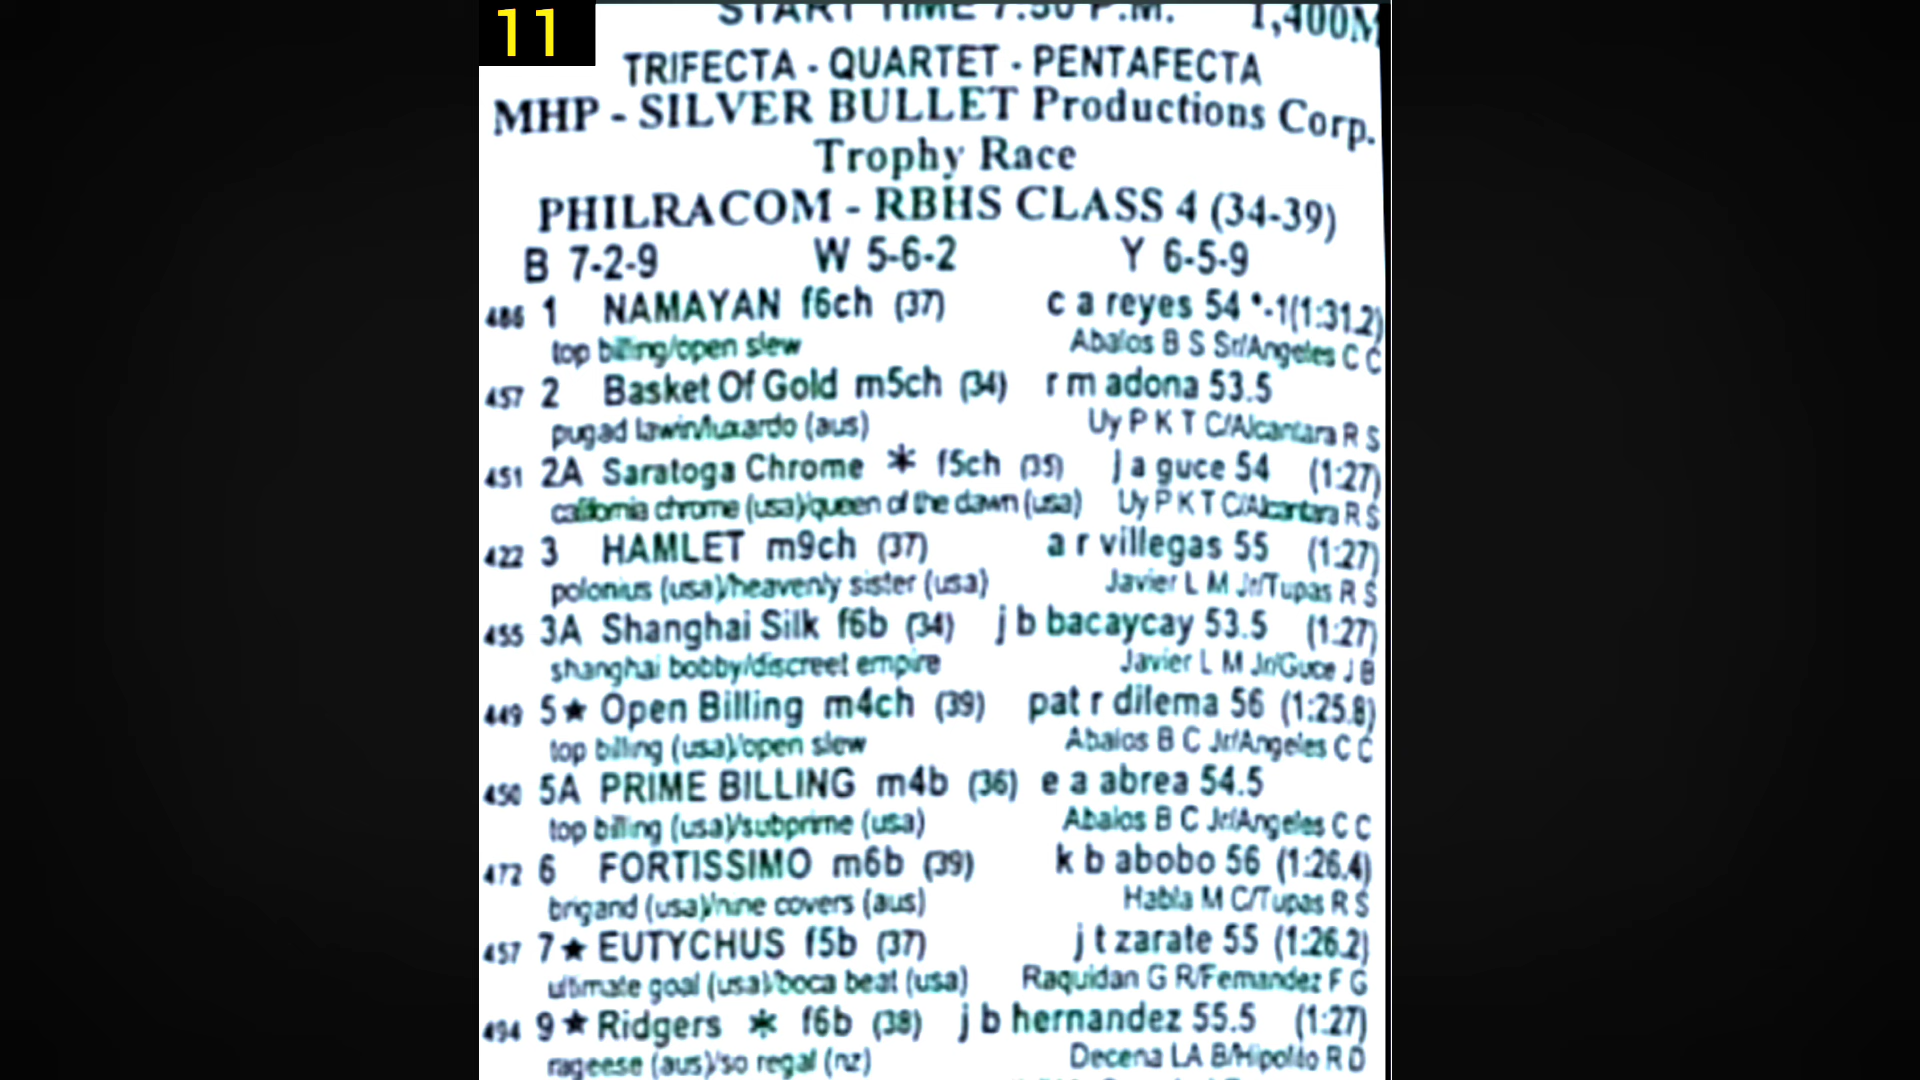 11
START TIME 7:30 P.M. 1,400M
TRIFECTA - QUARTET - PENTAFECTA
MHP - SILVER BULLET Productions Corp.
Trophy Race
PHILRACOM - RBHS CLASS 4 (34-39)
B 7-2-9 W 5-6-2 Y 6-5-9
486 1 NAMAYAN f6ch (37) c a reyes 54 *-1(1:31.2)
top billing/open slew Abalos B S Sr/Angeles C C
457 2 Basket Of Gold m5ch (34) r m adona 53.5
pugad lawin/luxardo (aus) Uy P K T C/Alcantara R S
451 2A Saratoga Chrome * f5ch (35) j a guce 54 (1:27)
california chrome (usa)/queen of the dawn (usa) Uy P K T C/Alcantara R S
422 3 HAMLET m9ch (37) a r villegas 55 (1:27)
polonius (usa)/heavenly sister (usa) Javier L M Jr/Tupas R S
455 3A Shanghai Silk f6b (34) j b bacaycay 53.5 (1:27)
shanghai bobby/discreet empire Javier L M Jr/Guce J B
449 5★ Open Billing m4ch (39) pat r dilema 56 (1:25.8)
top billing (usa)/open slew Abalos B C Jr/Angeles C C
450 5A PRIME BILLING m4b (36) e a abrea 54.5
top billing (usa)/subprime (usa) Abalos B C Jr/Angeles C C
472 6 FORTISSIMO m6b (39) k b abobo 56 (1:26.4)
brigand (usa)/nine covers (aus) Habla M C/Tupas R S
457 7★ EUTYCHUS f5b (37) j t zarate 55 (1:26.2)
ultimate goal (usa)/boca beat (usa) Raquidan G R/Fernandez F G
494 9★ Ridgers * f6b (38) j b hernandez 55.5 (1:27)
rageese (aus)/so regal (nz) Decena LA B/Hipolito R D